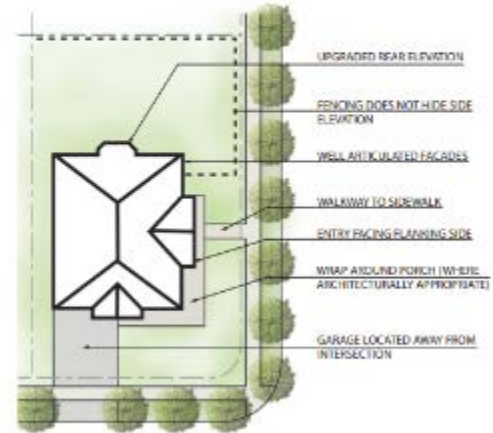 UPGRADED REAR ELEVATION
FENCING DOES NOT HIDE SIDE
ELEVATION
WELL ARTICULATED FACADES
WALKWAY TO SIDEWALK
ENTRY FACING FLANKING SIDE
WRAP AROUND PORCH (WHERE
ARCHITECTURALLY APPROPRIATE)
GARAGE LOCATED AWAY FROM
INTERSECTION